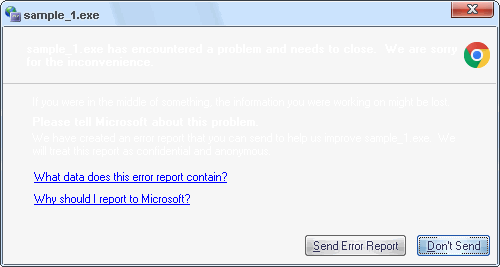 sample_1.exe
sample_1.exe has encountered a problem and needs to close. We are sorry
for the inconvenience.
If you were in the middle of something, the information you were working on might be lost.
Please tell Microsoft about this problem.
We have created an error report that you can send to help us improve sample_1.exe. We
will treat this report as confidential and anonymous.
What data does this error report contain?
Why should I report to Microsoft?
Send Error Report
Don't Send